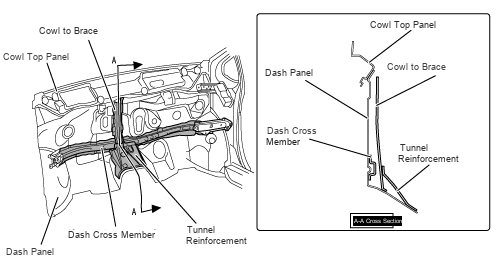 Cowl to Brace
Cowl Top Panel
A
A
Dash Cross Member
Tunnel
Reinforcement
Dash Panel
Cowl Top Panel
Dash Panel
Cowl to Brace
Dash Cross
Member
Tunnel
Reinforcement
A-A Cross Section